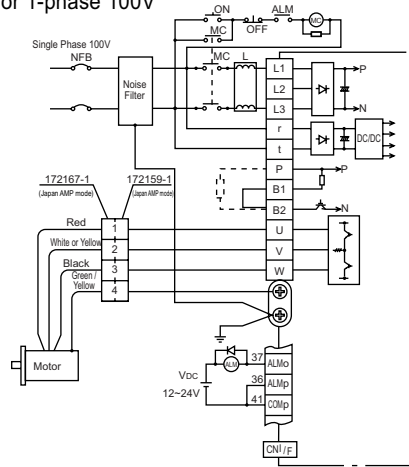 or 1-phase 100V
ON
ALM
MC
OFF
MC
Single Phase 100V
NFB
MC
L
Noise
Filter
L1
L2
L3
r
t
P
B1
B2
U
V
W
P
N
DC/DC
P
N
172167-1
(Japan AMP mode)
172159-1
(Japan AMP mode)
Red
1
White or Yellow
2
Black
3
Green /
Yellow
4
Motor
VDC
12~24V
ALM
37
ALMo
36
ALMp
41
COMp
CNI/F